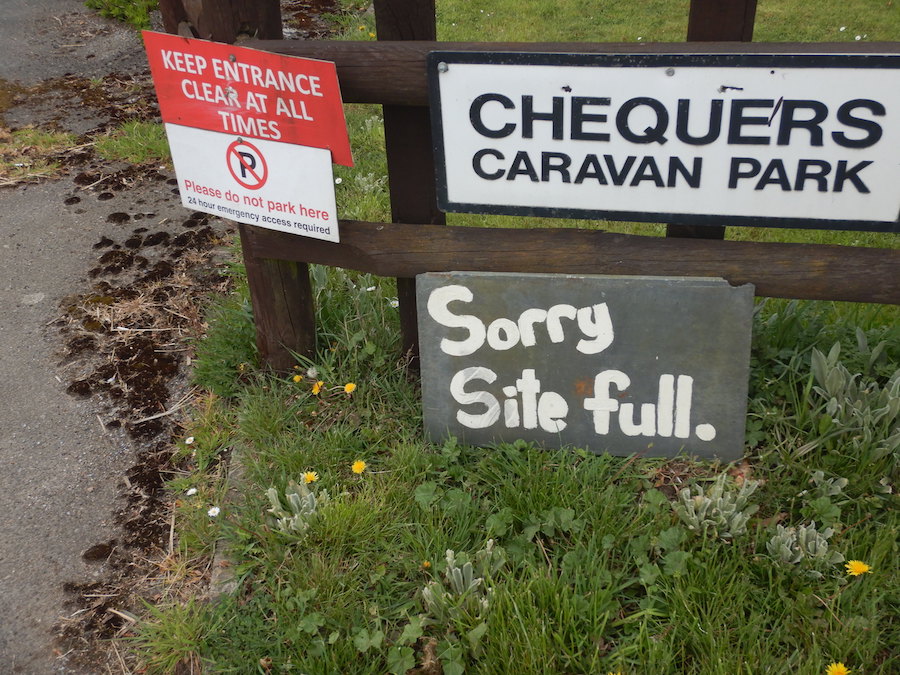 KEEP ENTRANCE
CLEAR AT ALL
TIMES
P
Please do not park here
24 hour emergency access required
CHEQUERS
CARAVAN PARK
Sorry
Site full.